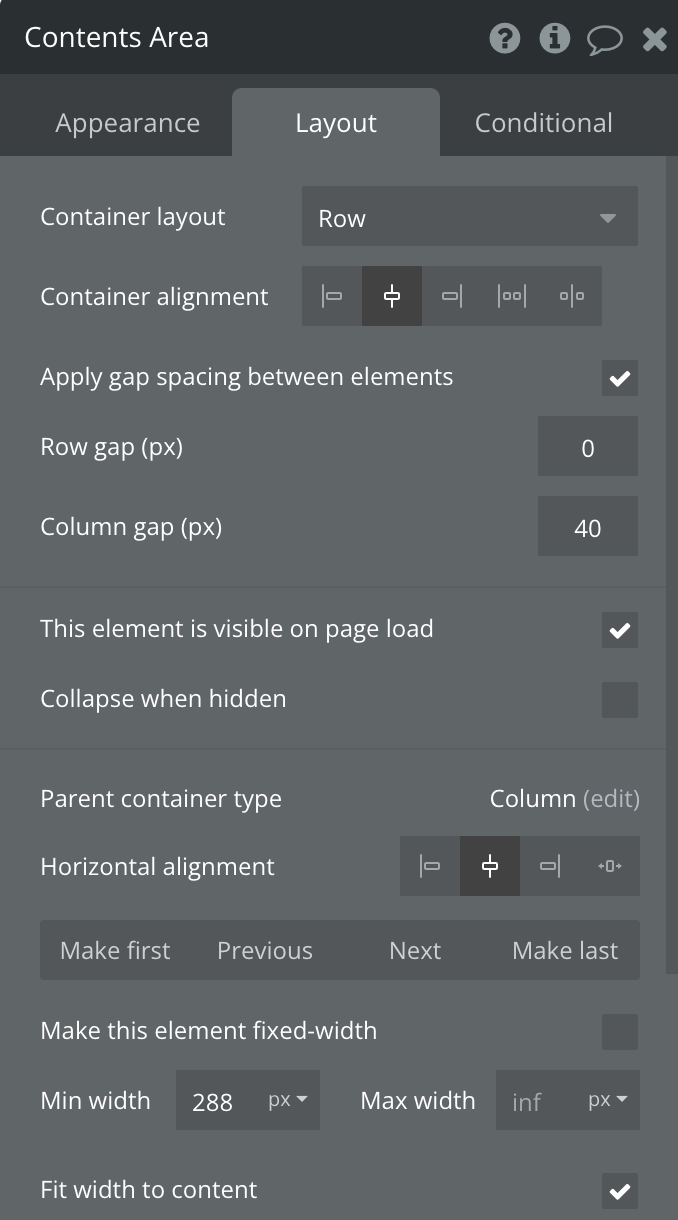 Contents Area
Appearance Layout Conditional
Container layout Row
Container alignment
Apply gap spacing between elements
Row gap (px) 0
Column gap (px) 40
This element is visible on page load
Collapse when hidden
Parent container type Column (edit)
Horizontal alignment
Make first Previous Next Make last
Make this element fixed-width
Min width 288 px Max width inf px
Fit width to content